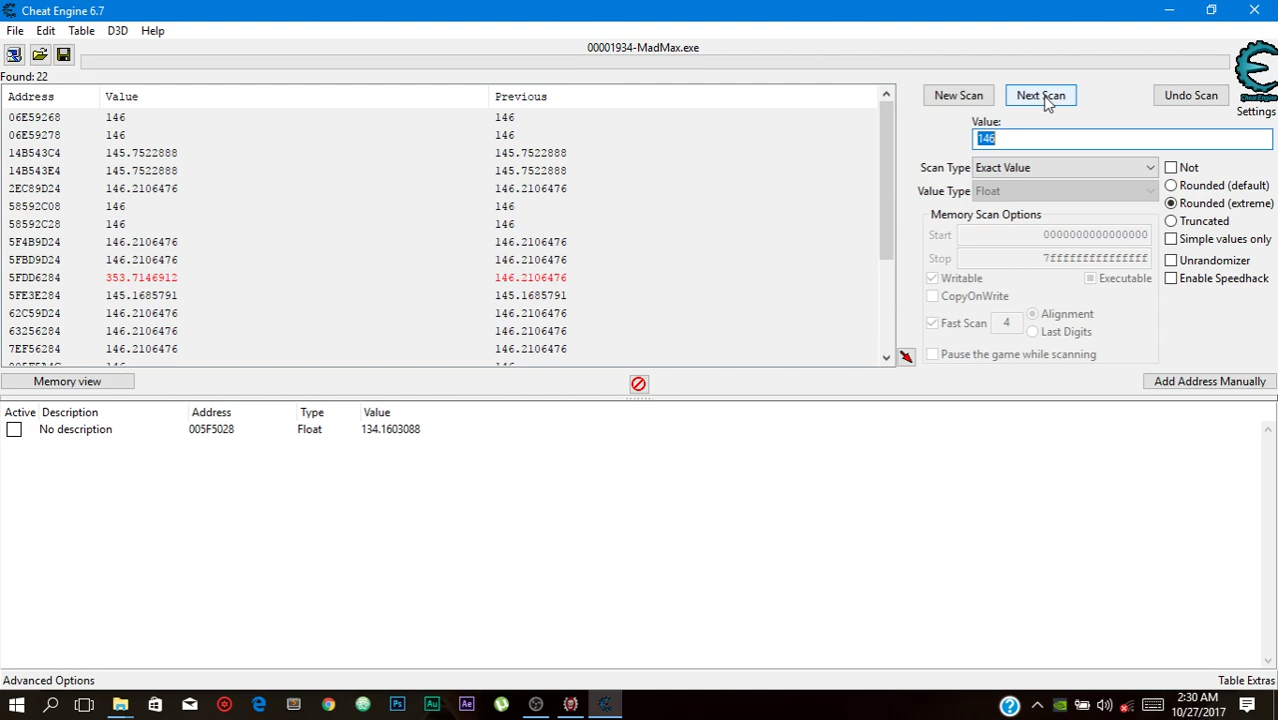 Cheat Engine 6.7
File Edit Table D3D Help
00001934-MadMax.exe
Found: 22
Address Value Previous
06E59268 146 146
06E59278 146 146
14B543C4 145.7522888 145.7522888
14B543E4 145.7522888 145.7522888
2EC89D24 146.2106476 146.2106476
58592C08 146 146
58592C28 146 146
5F4B9D24 146.2106476 146.2106476
5FBD9D24 146.2106476 146.2106476
5FDD6284 353.7146912 146.2106476
5FE3E284 145.1685791 145.1685791
62C59D24 146.2106476 146.2106476
63256284 146.2106476 146.2106476
7EF56284 146.2106476 146.2106476
New Scan Next Scan Undo Scan
Cheat Engine
Settings
Value:
146
Scan Type Exact Value
Not
Value Type Float
Rounded (default)
Rounded (extreme)
Truncated
Simple values only
Unrandomizer
Enable Speedhack
Memory Scan Options
Start 0000000000000000
Stop 7fffffffffffffff
Writable Executable
CopyOnWrite
Fast Scan 4 Alignment
Last Digits
Pause the game while scanning
Memory view
Add Address Manually
Active Description Address Type Value
No description 005F5028 Float 134.1603088
Advanced Options
Table Extras
Ps Au Ae
2:30 AM
10/27/2017